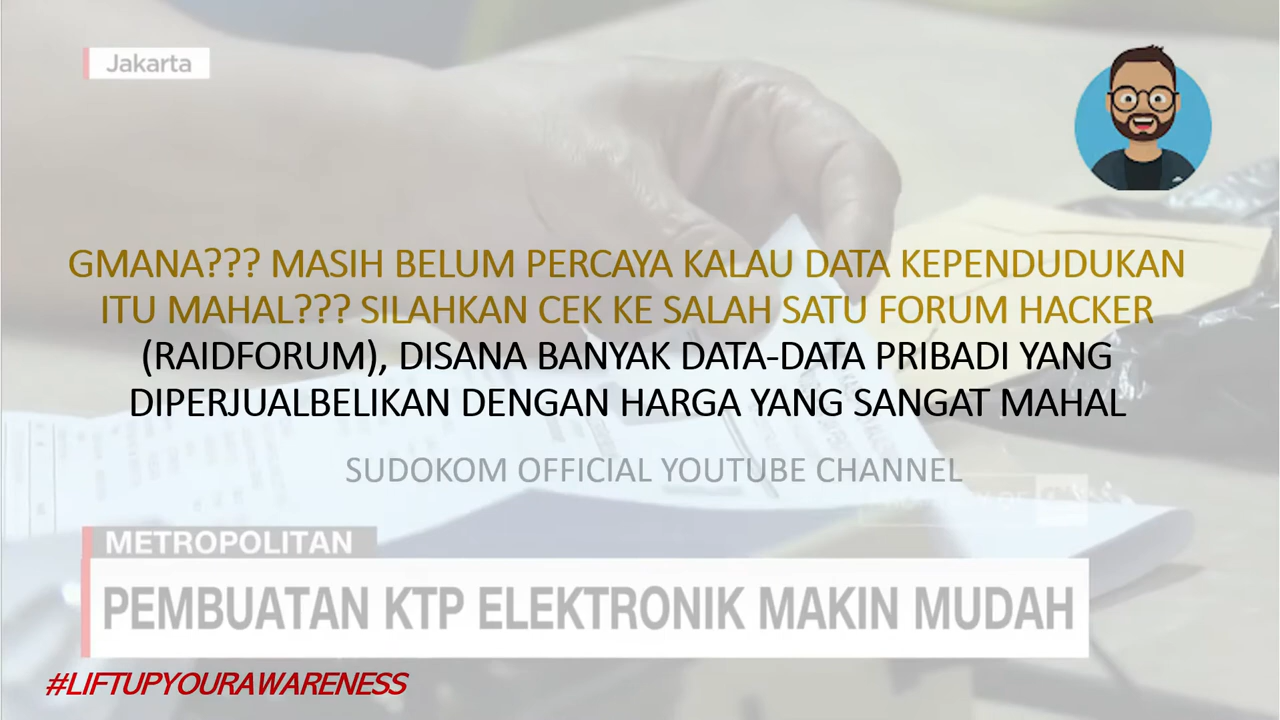 Jakarta
GMANA??? MASIH BELUM PERCAYA KALAU DATA KEPENDUDUKAN
ITU MAHAL??? SILAHKAN CEK KE SALAH SATU FORUM HACKER
(RAIDFORUM), DISANA BANYAK DATA-DATA PRIBADI YANG
DIPERJUALBELIKAN DENGAN HARGA YANG SANGAT MAHAL
SUDOKOM OFFICIAL YOUTUBE CHANNEL
METROPOLITAN
PEMBUATAN KTP ELEKTRONIK MAKIN MUDAH
#LIFTUPYOURAWARENESS